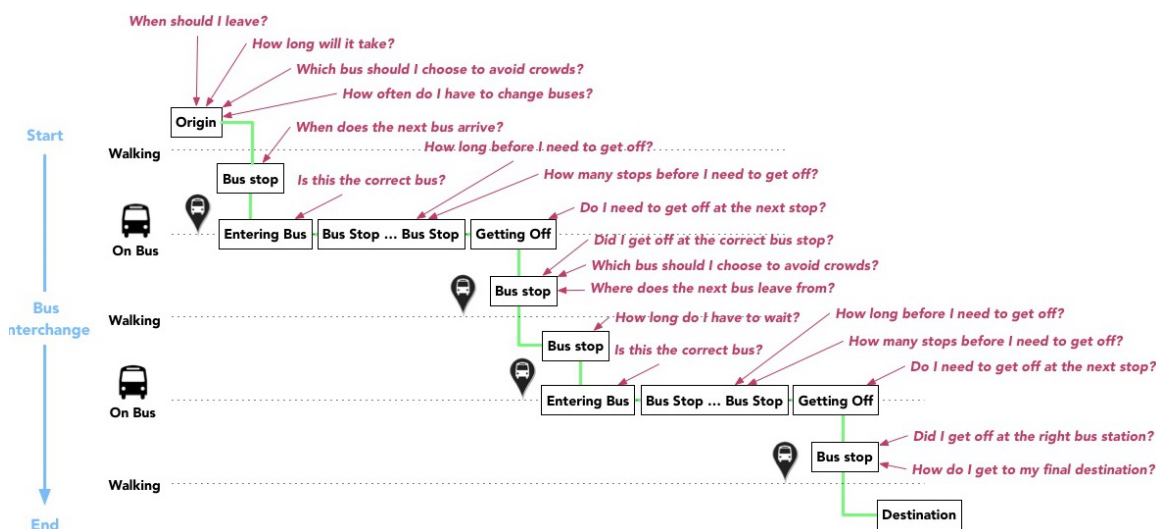 When should I leave?
How long will it take?
Which bus should I choose to avoid crowds?
How often do I have to change buses?
Origin
Start
When does the next bus arrive?
Walking
How long before I need to get off?
Bus stop
Is this the correct bus?
How many stops before I need to get off?
Do I need to get off at the next stop?
Entering Bus
Bus Stop ... Bus Stop
Getting Off
On Bus
Did I get off at the correct bus stop?
Which bus should I choose to avoid crowds?
Bus stop
Where does the next bus leave from?
Bus
nterchange
Walking
How long do I have to wait?
How long before I need to get off?
Bus stop
Is this the correct bus?
How many stops before I need to get off?
Do I need to get off at the next stop?
Entering Bus
Bus Stop ... Bus Stop
Getting Off
On Bus
Did I get off at the right bus station?
Bus stop
How do I get to my final destination?
Walking
Destination
End